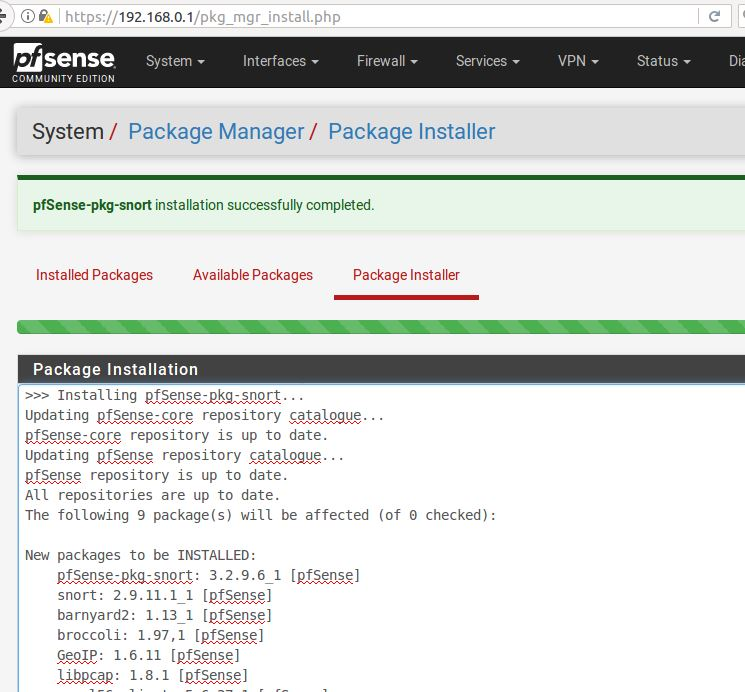 https://192.168.0.1/pkg_mgr_install.php
pfsense
COMMUNITY EDITION
System Interfaces Firewall Services VPN Status Dia
System / Package Manager / Package Installer
pfSense-pkg-snort installation successfully completed.
Installed Packages Available Packages Package Installer
Package Installation
>>> Installing pfSense-pkg-snort...
Updating pfSense-core repository catalogue...
pfSense-core repository is up to date.
Updating pfSense repository catalogue...
pfSense repository is up to date.
All repositories are up to date.
The following 9 package(s) will be affected (of 0 checked):
New packages to be INSTALLED:
pfSense-pkg-snort: 3.2.9.6_1 [pfSense]
snort: 2.9.11.1_1 [pfSense]
barnyard2: 1.13_1 [pfSense]
broccoli: 1.97,1 [pfSense]
GeoIP: 1.6.11 [pfSense]
libpcap: 1.8.1 [pfSense]